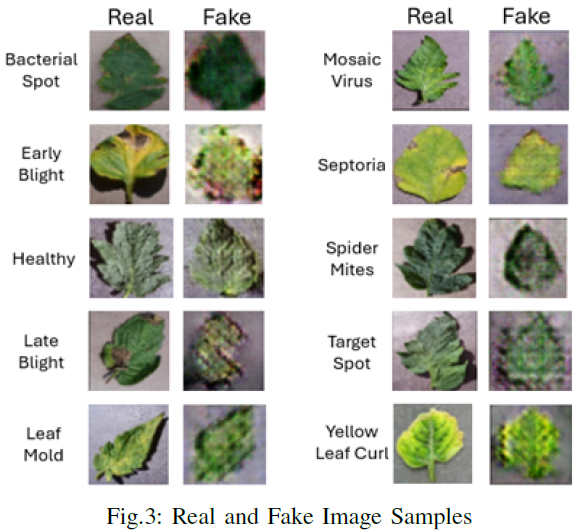 Real Fake
Bacterial
Spot
Early
Blight
Healthy
Late
Blight
Leaf
Mold
Real Fake
Mosaic
Virus
Septoria
Spider
Mites
Target
Spot
Yellow
Leaf Curl
Fig.3: Real and Fake Image Samples